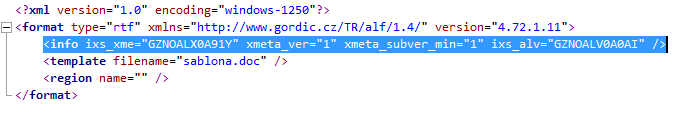 <?xml version="1.0" encoding="windows-1250"?>
<format type="rtf" xmlns="http://www.gordic.cz/TR/alf/1.4/" version="4.72.1.11">
<info ixs_xme="GZNOALX0A91Y" xmeta_ver="1" xmeta_subver_min="1" ixs_alv="GZNOALV0A0AI" />
<template filename="sablona.doc" />
<region name="" />
</format>